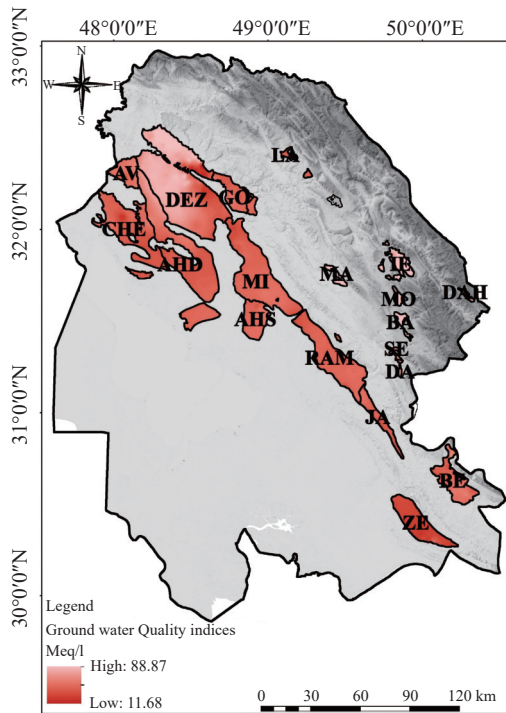 48°0′0″N 49°0′0″N 50°0′0″N
33°0′0″N
N
W E
S
LA
AV
DEZ
GO
32°0′0″N
CHE
AHD
MI
MA
IE
DAH
MO
AHS
BA
SE
RAM
DA
31°0′0″N
JA
BE
ZE
30°0′0″N
Legend
Ground water Quality indices
Meq/l
High: 88.87
Low: 11.68
0 15 30 60 90 120 km